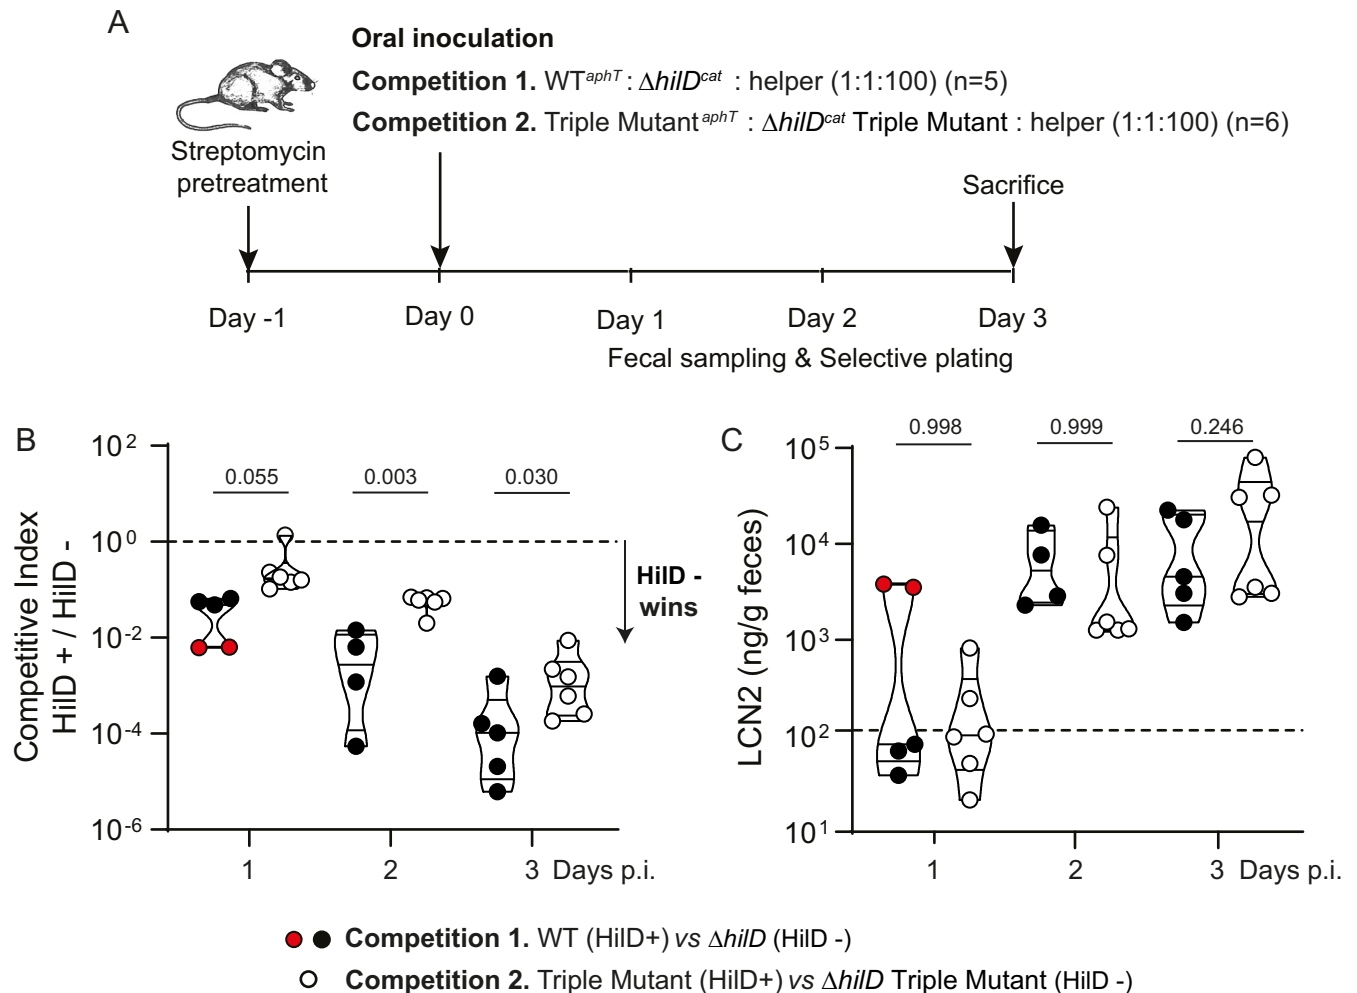 A
Oral inoculation
Competition 1. WT^aphT : ΔhilD^cat : helper (1:1:100) (n=5)
Competition 2. Triple Mutant^aphT : ΔhilD^cat Triple Mutant : helper (1:1:100) (n=6)
Streptomycin
pretreatment
Sacrifice
Day -1
Day 0
Day 1
Day 2
Day 3
Fecal sampling & Selective plating
B
Competitive Index
HilD + / HilD -
10^2
10^0
10^-2
10^-4
10^-6
0.055
0.003
0.030
HilD -
wins
1
2
3
Days p.i.
C
LCN2 (ng/g feces)
10^5
10^4
10^3
10^2
10^1
0.998
0.999
0.246
1
2
3
Days p.i.
Competition 1. WT (HilD+) vs ΔhilD (HilD -)
Competition 2. Triple Mutant (HilD+) vs ΔhilD Triple Mutant (HilD -)